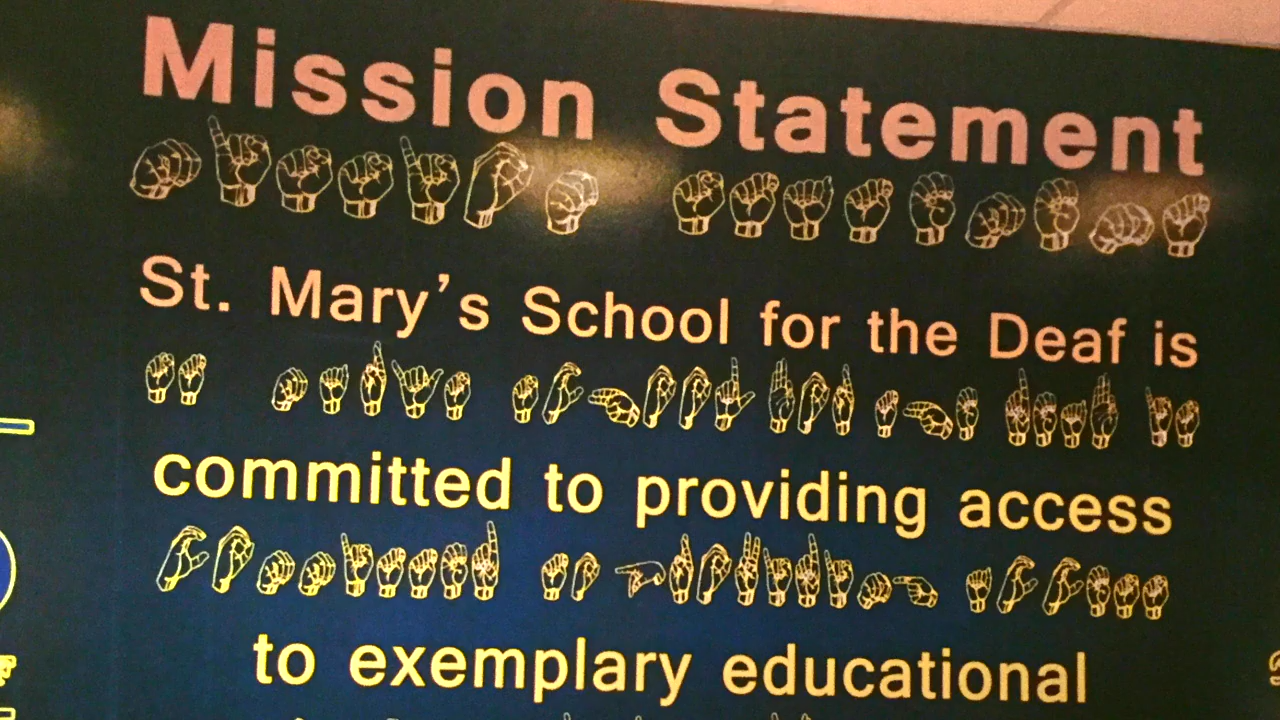 Mission Statement
St. Mary's School for the Deaf is
committed to providing access
to exemplary educational